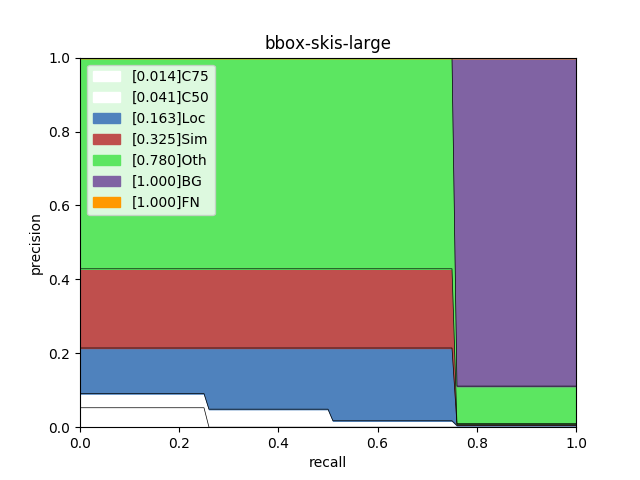 bbox-skis-large
1.0
0.8
0.6
0.4
0.2
0.0
precision
[0.014]C75
[0.041]C50
[0.163]Loc
[0.325]Sim
[0.780]Oth
[1.000]BG
[1.000]FN
0.0 0.2 0.4 0.6 0.8 1.0
recall